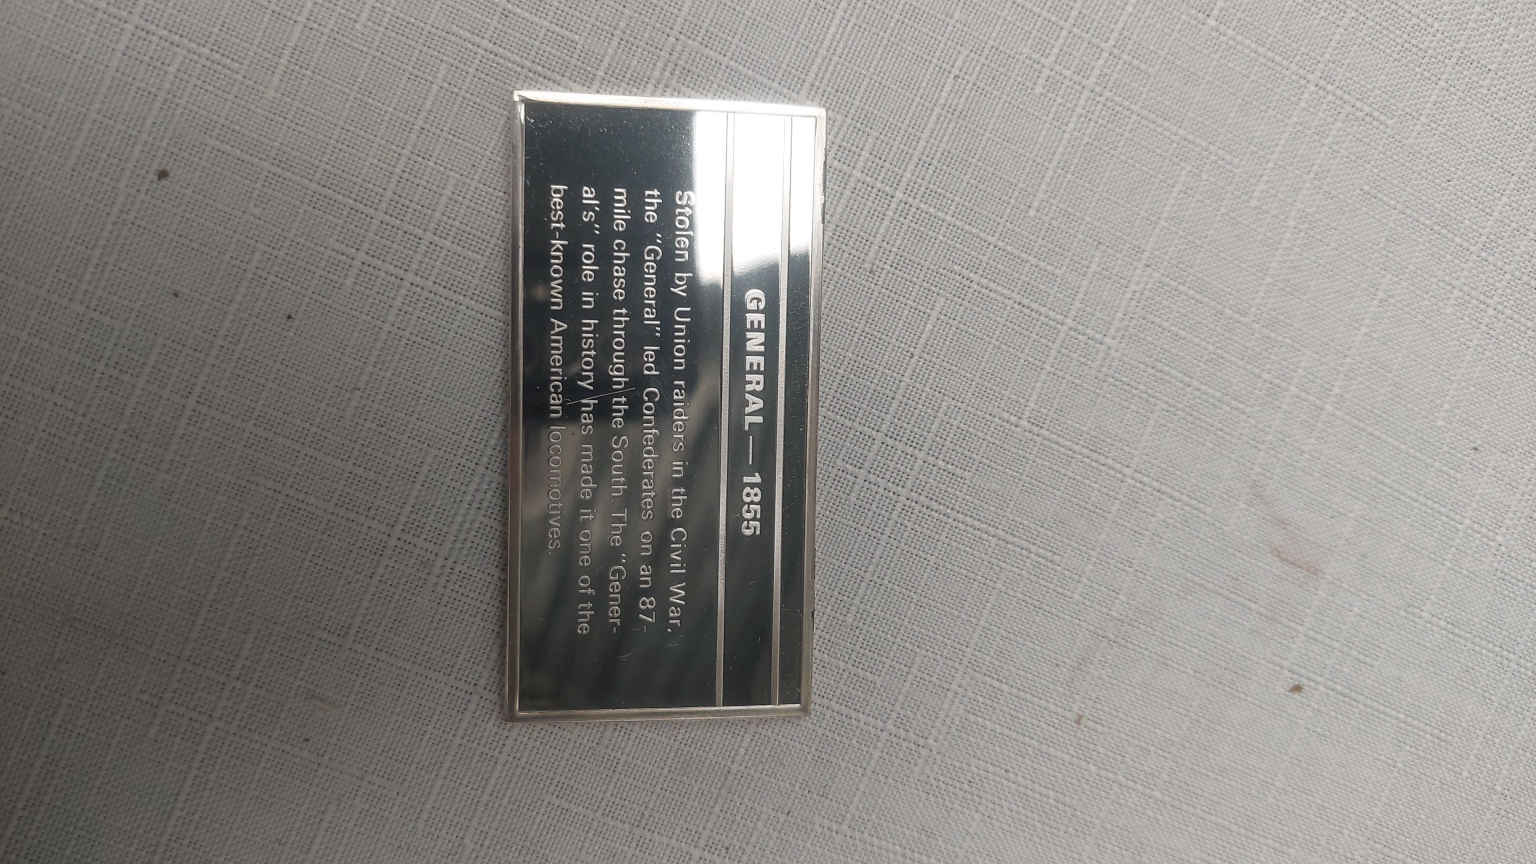 GENERAL—1855
Stolen by Union raiders in the Civil War,
the "General" led Confederates on an 87-
mile chase through the South. The "Gener-
al's" role in history has made it one of the
best-known American locomotives.